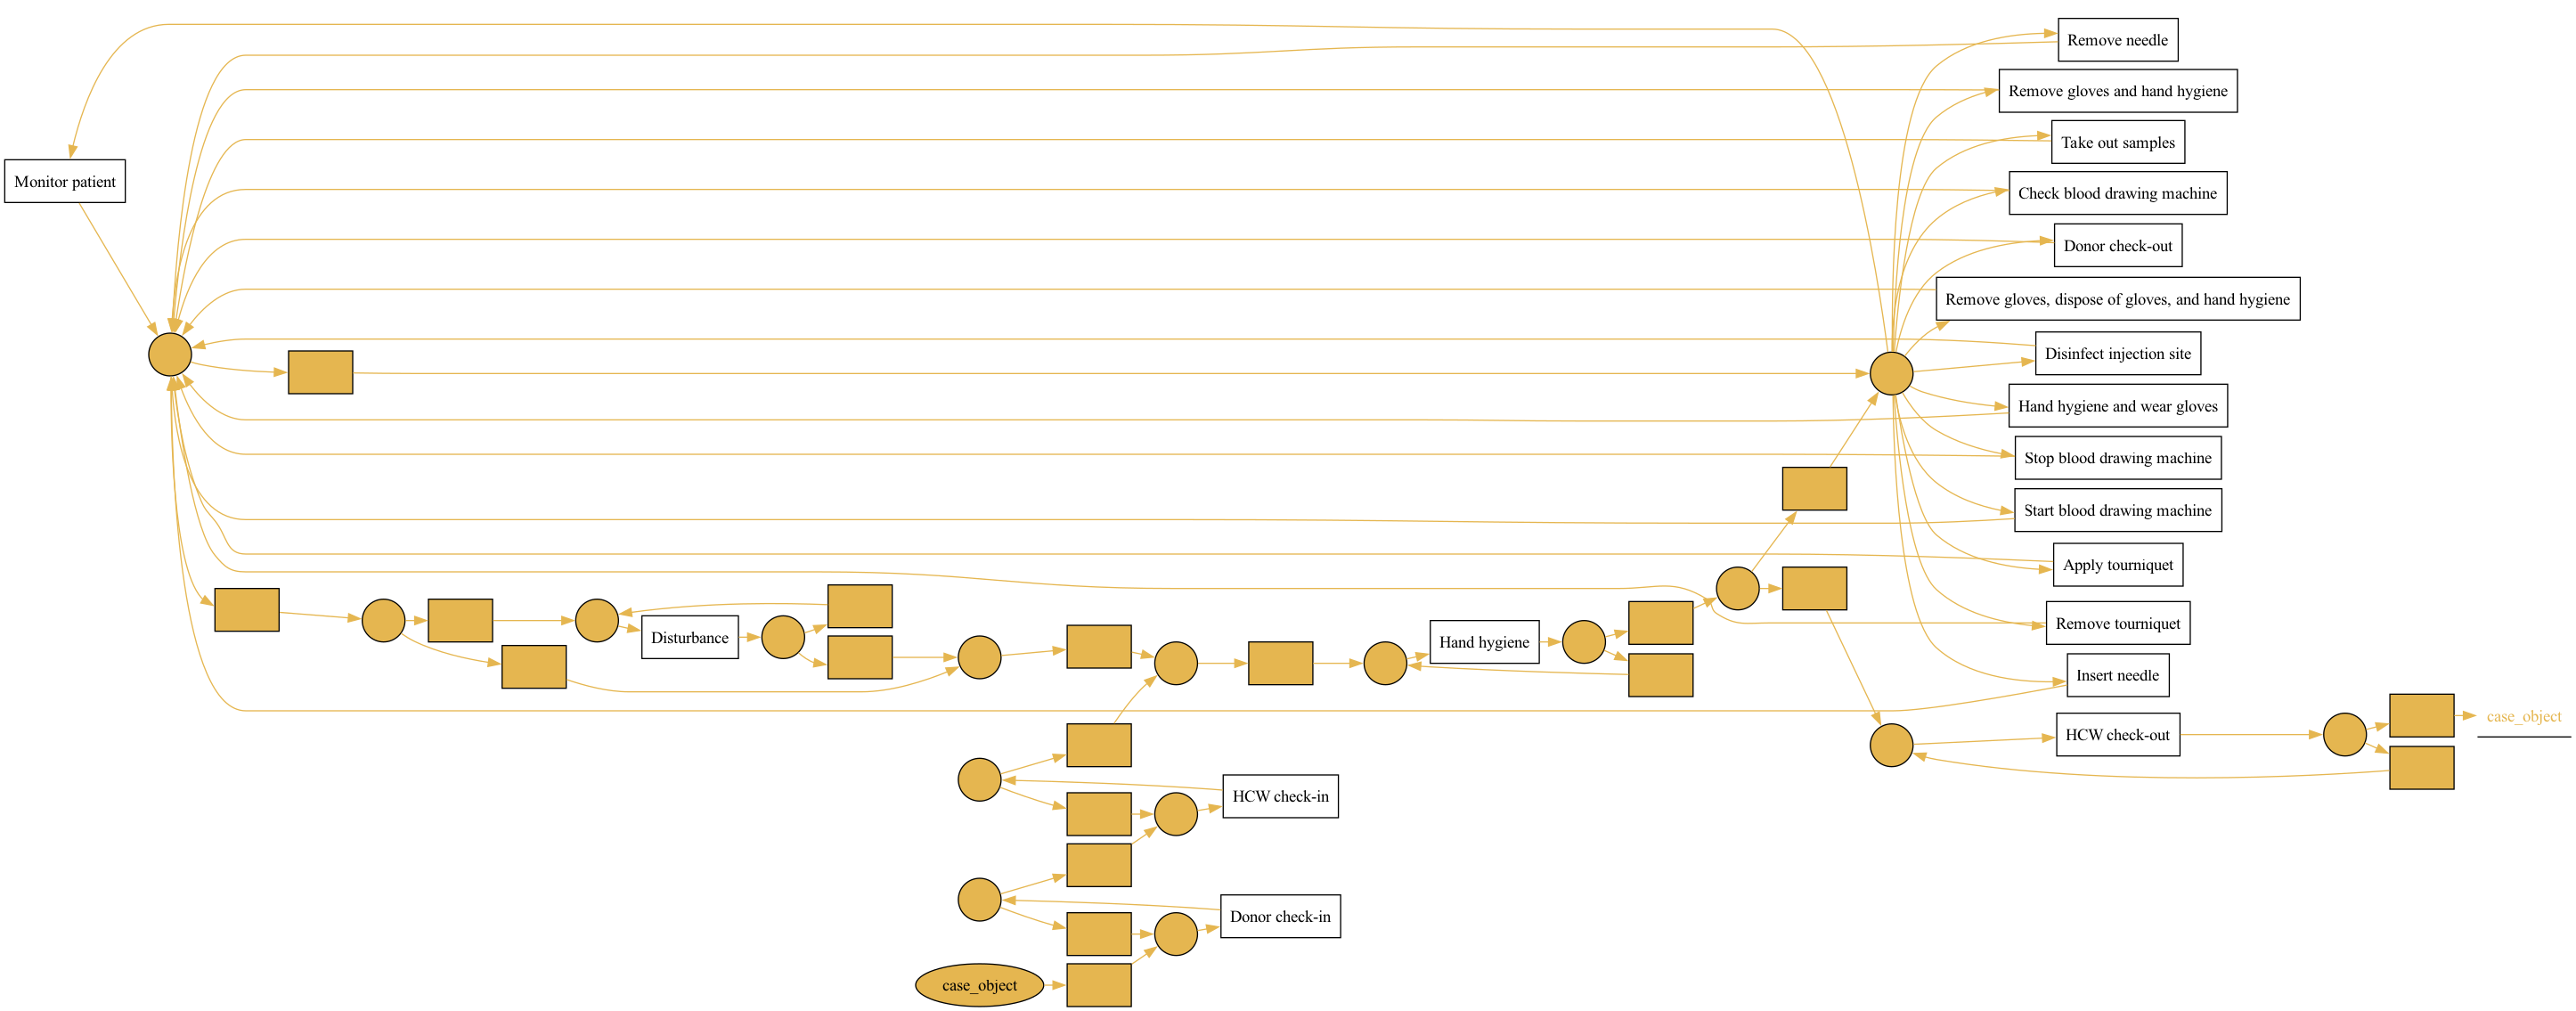 Remove needle
Remove gloves and hand hygiene
Take out samples
Monitor patient
Check blood drawing machine
Donor check-out
Remove gloves, dispose of gloves, and hand hygiene
Disinfect injection site
Hand hygiene and wear gloves
Stop blood drawing machine
Start blood drawing machine
Apply tourniquet
Remove tourniquet
Disturbance
Hand hygiene
Insert needle
case_object
HCW check-out
HCW check-in
Donor check-in
case_object